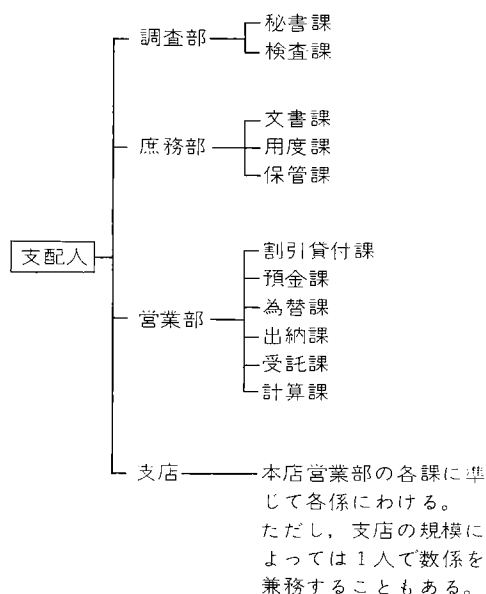 調査部
秘書課
検査課
庶務部
文書課
用度課
保管課
支配人
営業部
割引貸付課
預金課
為替課
出納課
受託課
計算課
支店
本店営業部の各課に準
じて各係にわける。
ただし，支店の規模に
よっては１人で数係を
兼務することもある。